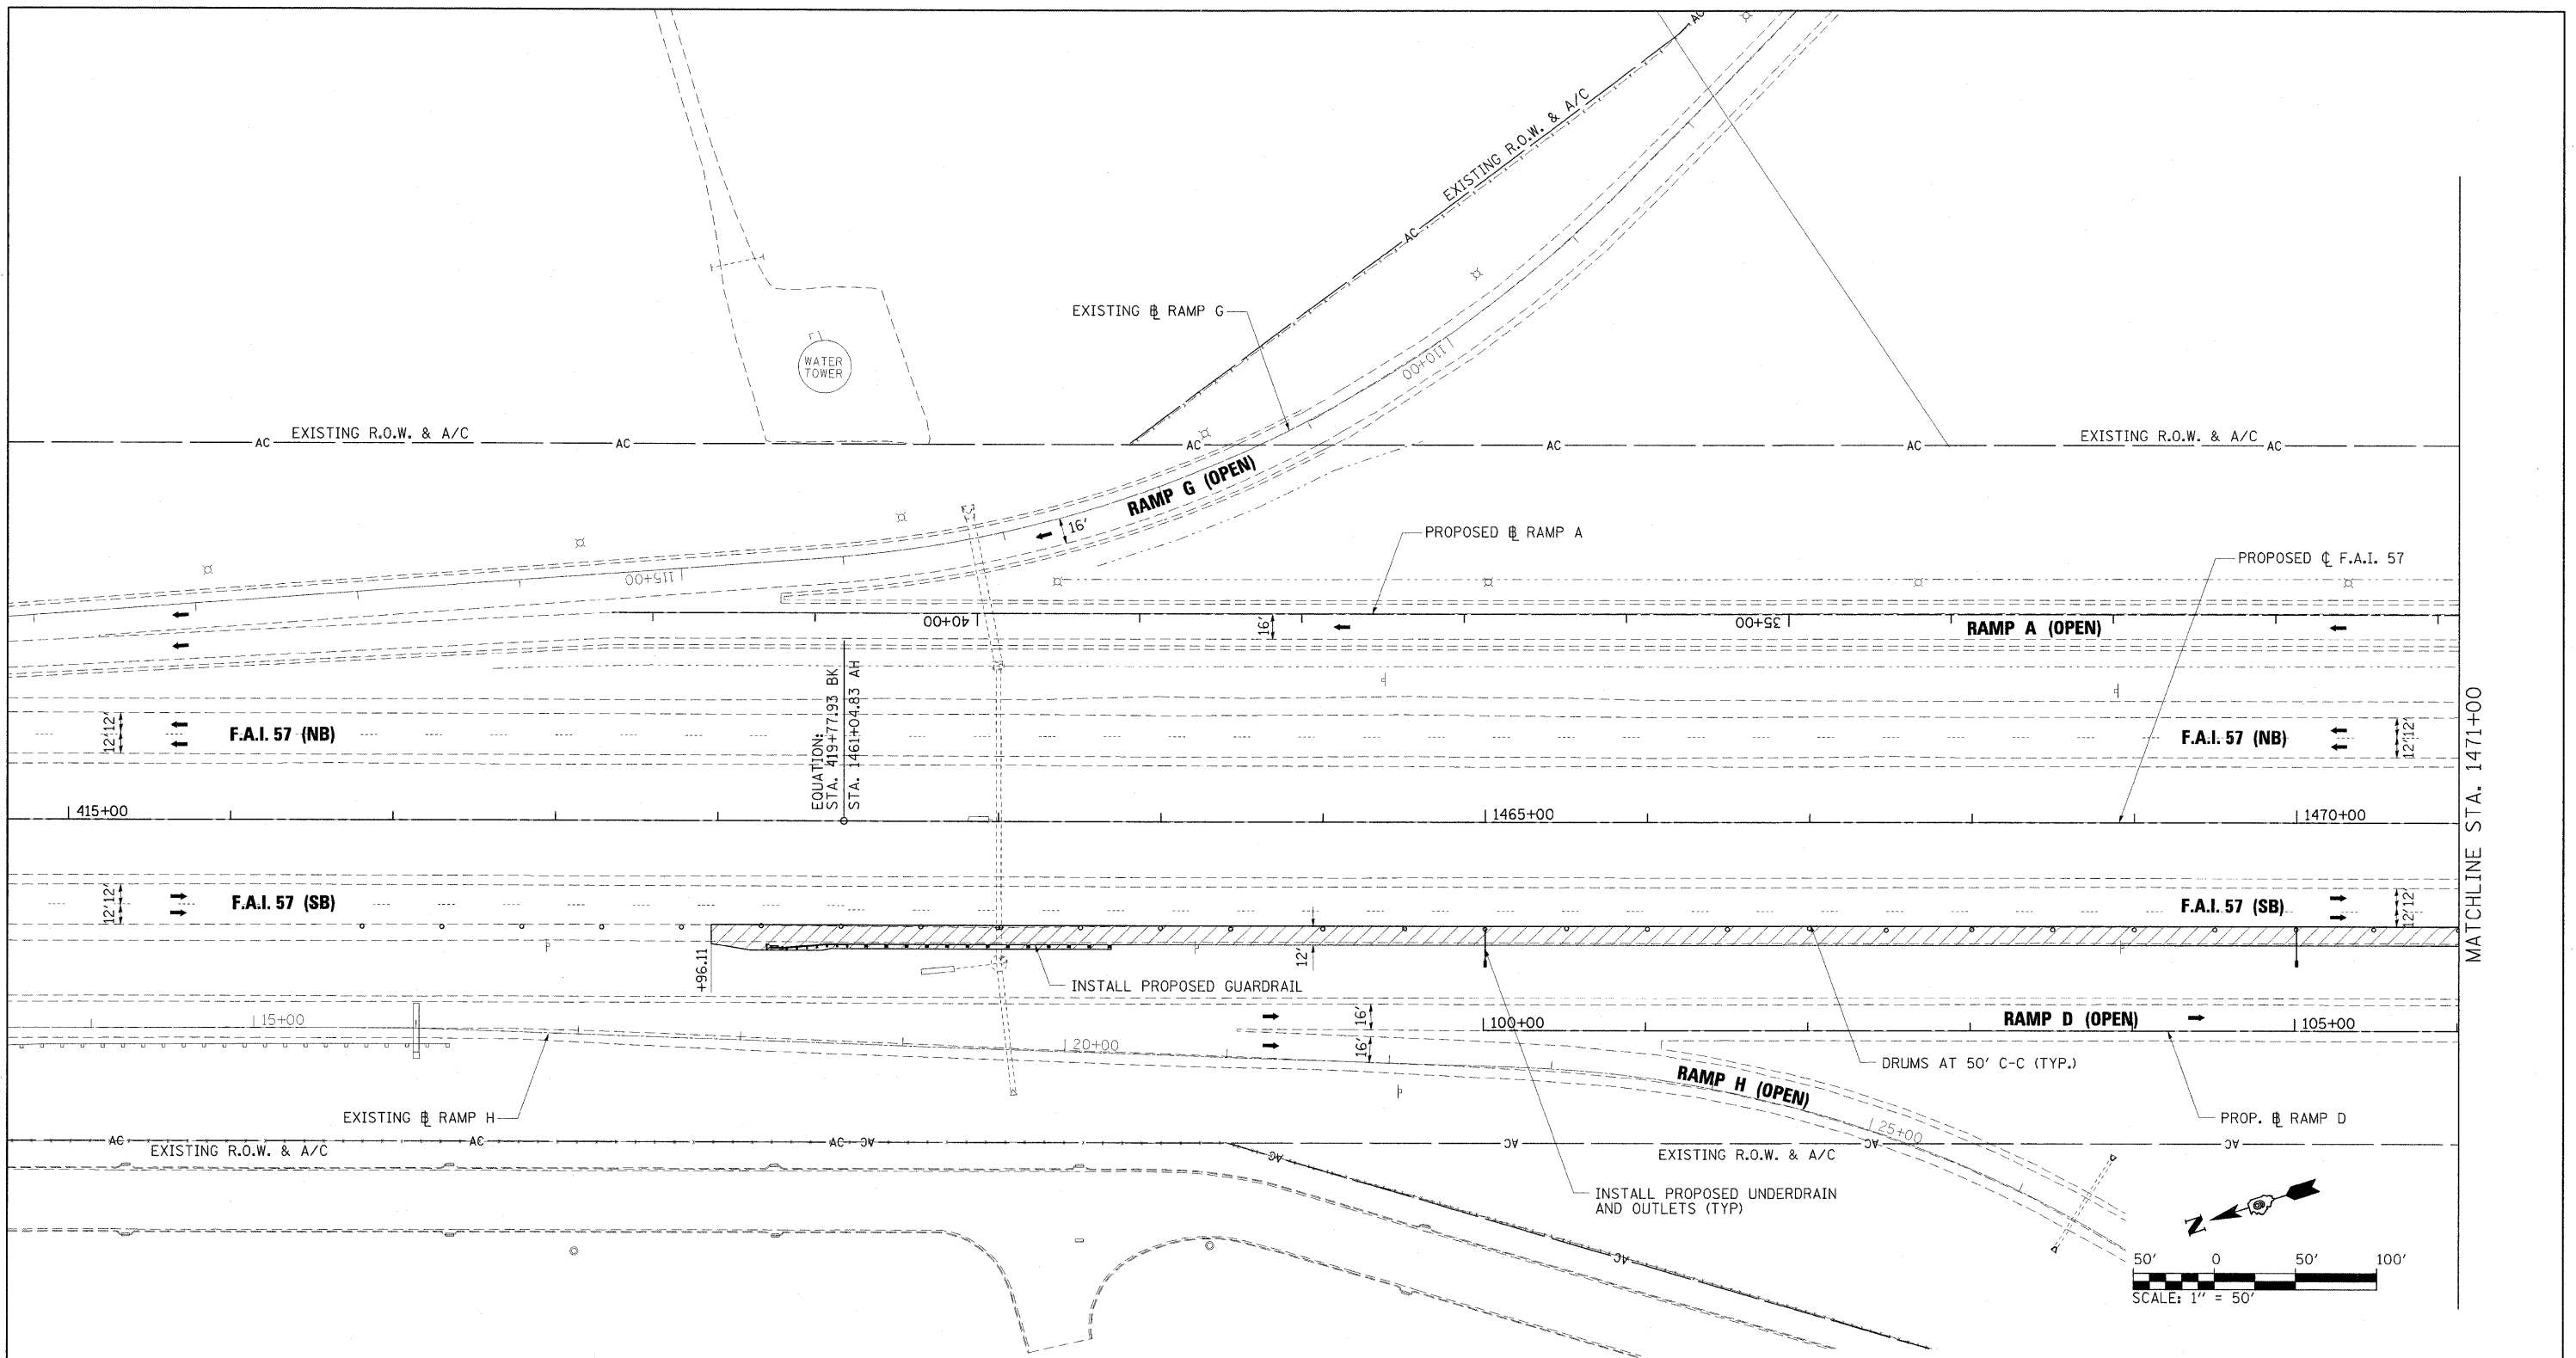 AC
EXISTING R.O.W. & A/C
AC
EXISTING ⅊ RAMP G
110+00
WATER
TOWER
AC EXISTING R.O.W. & A/C AC AC AC AC EXISTING R.O.W. & A/C AC
RAMP G (OPEN)
16'
PROPOSED ⅊ RAMP A
PROPOSED ℄ F.A.I. 57
115+00
40+00
16'
35+00
RAMP A (OPEN)
EQUATION:
STA. 419+77.93 BK
STA. 1461+04.83 AH
12' 12'
F.A.I. 57 (NB)
F.A.I. 57 (NB)
12' 12'
MATCHLINE STA. 1471+00
415+00
1465+00
1470+00
12' 12'
F.A.I. 57 (SB)
F.A.I. 57 (SB)
12' 12'
+96.11
12'
INSTALL PROPOSED GUARDRAIL
15+00
16'
16'
100+00
RAMP D (OPEN)
105+00
20+00
DRUMS AT 50' C-C (TYP.)
RAMP H (OPEN)
EXISTING ⅊ RAMP H
PROP. ⅊ RAMP D
25+00
AC AC AC AC AC AC AC
EXISTING R.O.W. & A/C
EXISTING R.O.W. & A/C
AC
INSTALL PROPOSED UNDERDRAIN
AND OUTLETS (TYP)
N
AC
50' 0 50' 100'
SCALE: 1" = 50'